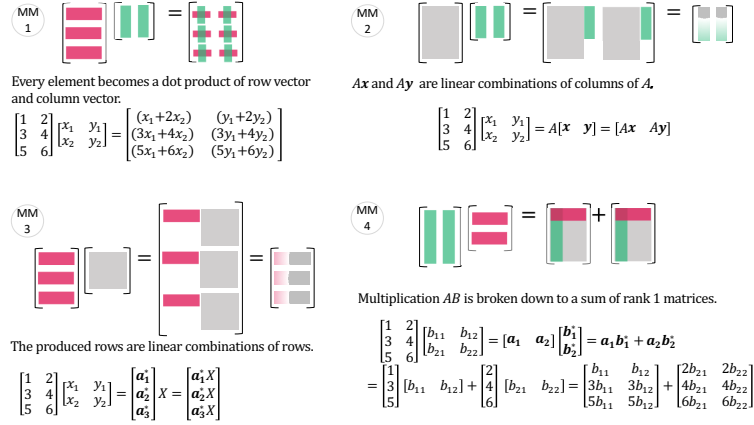 MM 1
Every element becomes a dot product of row vector
and column vector.
[1 2; 3 4; 5 6] [x₁ y₁; x₂ y₂] = [(x₁+2x₂) (y₁+2y₂); (3x₁+4x₂) (3y₁+4y₂); (5x₁+6x₂) (5y₁+6y₂)]
MM 2
Ax and Ay are linear combinations of columns of A.
[1 2; 3 4; 5 6] [x₁ y₁; x₂ y₂] = A[x y] = [Ax Ay]
MM 3
The produced rows are linear combinations of rows.
[1 2; 3 4; 5 6] [x₁ y₁; x₂ y₂] = [a₁*; a₂*; a₃*] X = [a₁*X; a₂*X; a₃*X]
MM 4
Multiplication AB is broken down to a sum of rank 1 matrices.
[1 2; 3 4; 5 6] [b₁₁ b₁₂; b₂₁ b₂₂] = [a₁ a₂] [b₁*; b₂*] = a₁b₁* + a₂b₂*
= [1; 3; 5] [b₁₁ b₁₂] + [2; 4; 6] [b₂₁ b₂₂] = [b₁₁ b₁₂; 3b₁₁ 3b₁₂; 5b₁₁ 5b₁₂] + [2b₂₁ 2b₂₂; 4b₂₁ 4b₂₂; 6b₂₁ 6b₂₂]